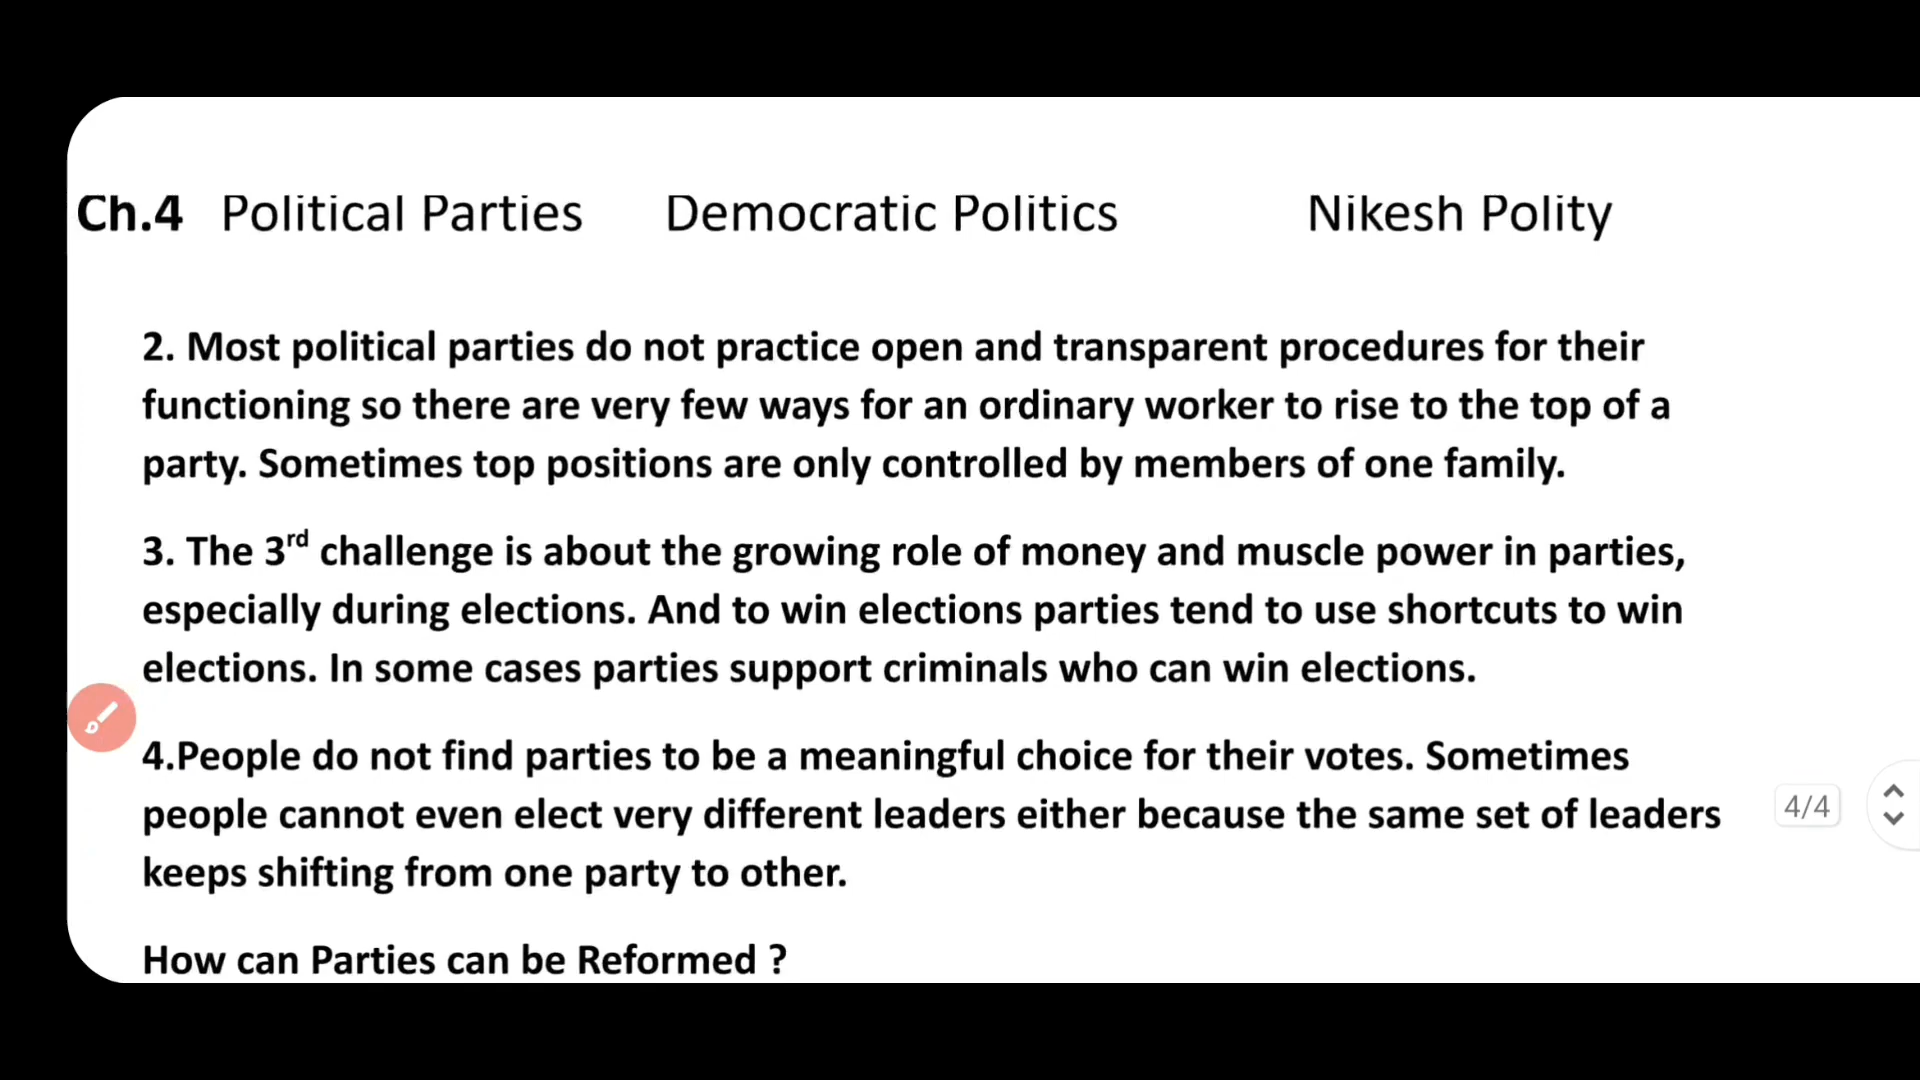 Ch.4 Political Parties Democratic Politics Nikesh Polity
2. Most political parties do not practice open and transparent procedures for their
functioning so there are very few ways for an ordinary worker to rise to the top of a
party. Sometimes top positions are only controlled by members of one family.
3. The 3rd challenge is about the growing role of money and muscle power in parties,
especially during elections. And to win elections parties tend to use shortcuts to win
elections. In some cases parties support criminals who can win elections.
4.People do not find parties to be a meaningful choice for their votes. Sometimes
people cannot even elect very different leaders either because the same set of leaders
keeps shifting from one party to other.
4/4
How can Parties can be Reformed ?